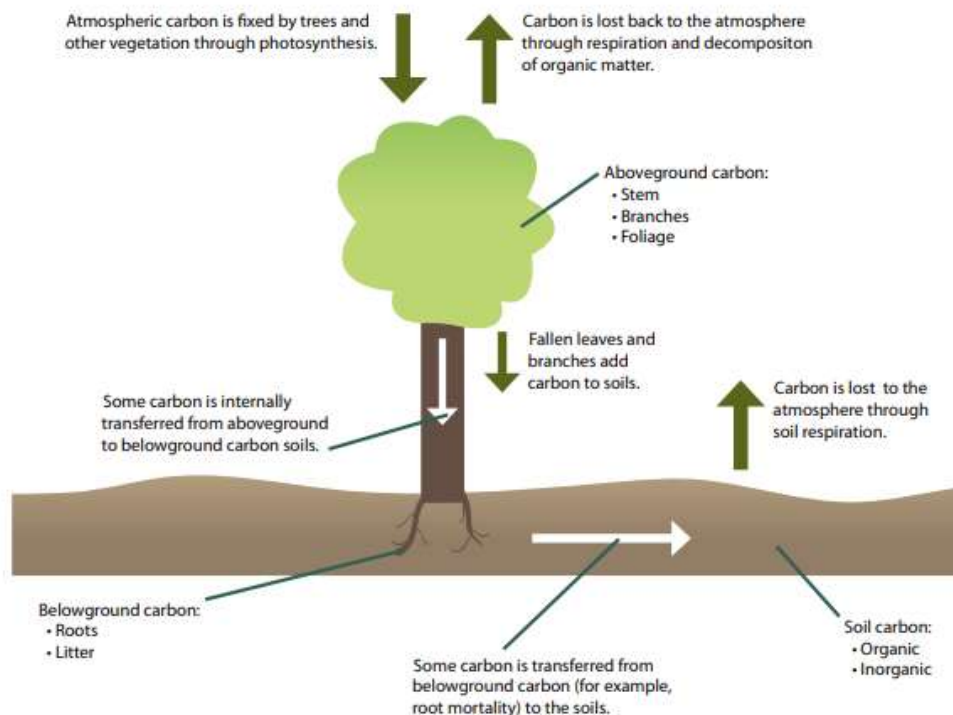 Atmospheric carbon is fixed by trees and
other vegetation through photosynthesis.
Carbon is lost back to the atmosphere
through respiration and decompositon
of organic matter.
Aboveground carbon:
• Stem
• Branches
• Foliage
Fallen leaves and
branches add
carbon to soils.
Carbon is lost to the
atmosphere through
soil respiration.
Some carbon is internally
transferred from aboveground
to belowground carbon soils.
Belowground carbon:
• Roots
• Litter
Some carbon is transferred from
belowground carbon (for example,
root mortality) to the soils.
Soil carbon:
• Organic
• Inorganic